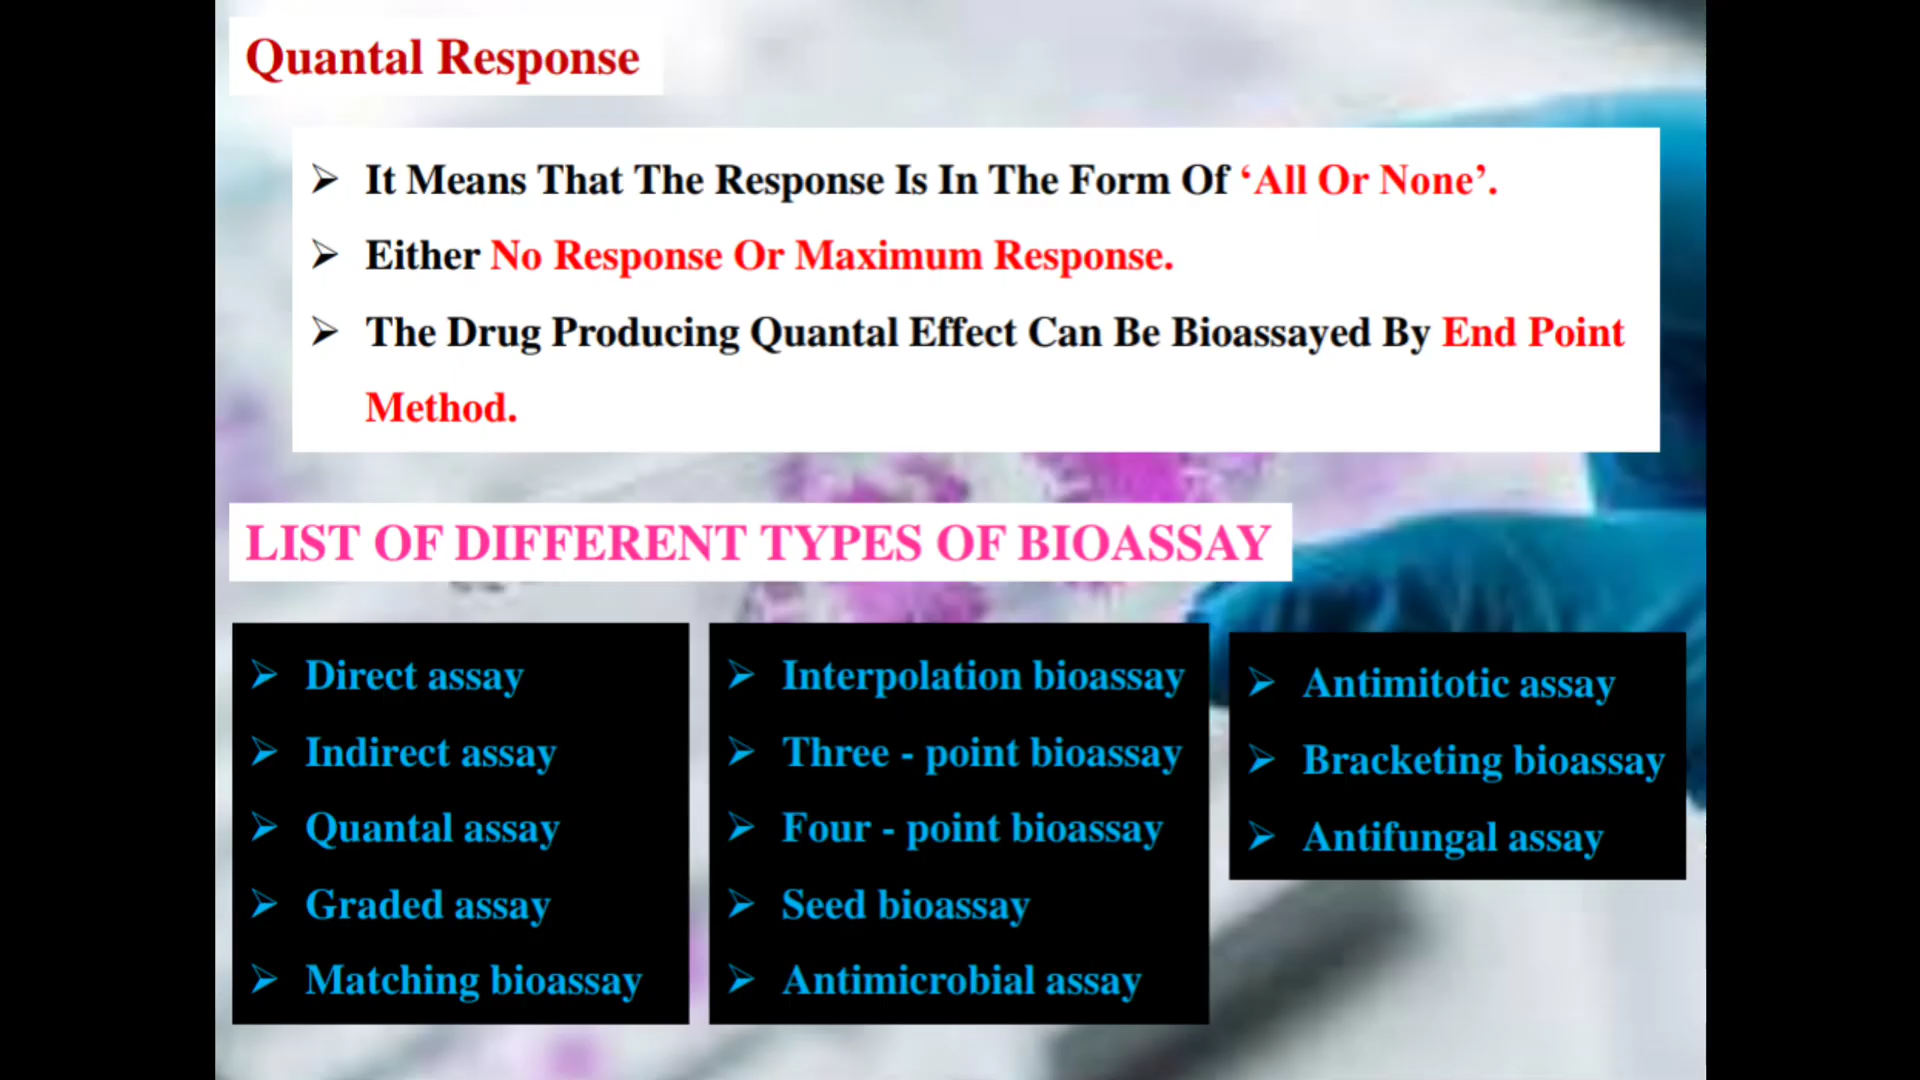 Quantal Response
➢ It Means That The Response Is In The Form Of ‘All Or None’.
➢ Either No Response Or Maximum Response.
➢ The Drug Producing Quantal Effect Can Be Bioassayed By End Point
Method.
LIST OF DIFFERENT TYPES OF BIOASSAY
➢ Direct assay
➢ Indirect assay
➢ Quantal assay
➢ Graded assay
➢ Matching bioassay
➢ Interpolation bioassay
➢ Three - point bioassay
➢ Four - point bioassay
➢ Seed bioassay
➢ Antimicrobial assay
➢ Antimitotic assay
➢ Bracketing bioassay
➢ Antifungal assay